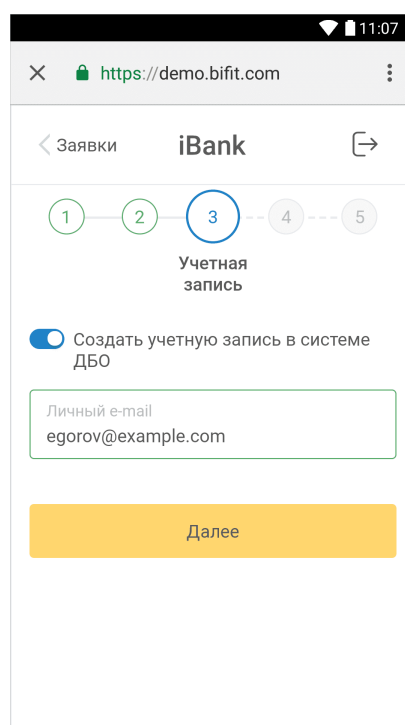 11:07
https://demo.bifit.com
Заявки iBank
1 2 3 4 5
Учетная
запись
Создать учетную запись в системе
ДБО
Личный e-mail
egorov@example.com
Далее